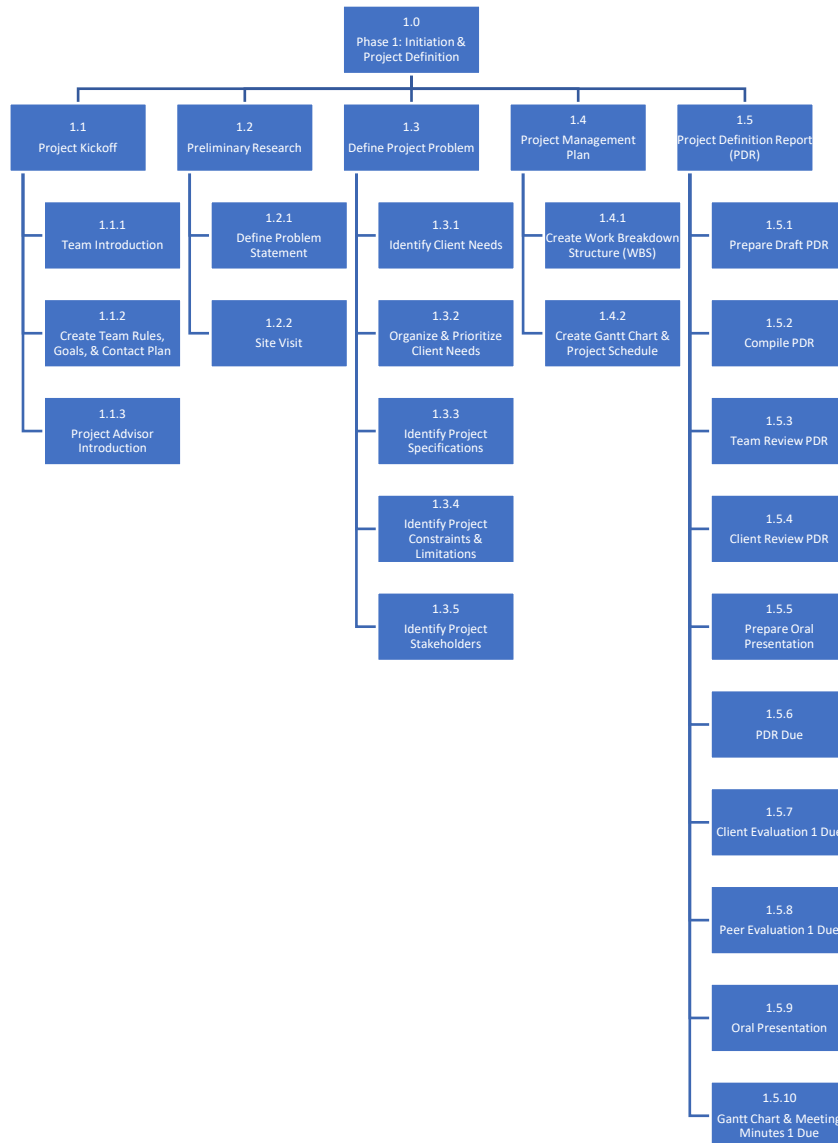 1.0
Phase 1: Initiation &
Project Definition
1.1
Project Kickoff
1.2
Preliminary Research
1.3
Define Project Problem
1.4
Project Management
Plan
1.5
Project Definition Report
(PDR)
1.1.1
Team Introduction
1.1.2
Create Team Rules,
Goals, & Contact Plan
1.1.3
Project Advisor
Introduction
1.2.1
Define Problem
Statement
1.2.2
Site Visit
1.3.1
Identify Client Needs
1.3.2
Organize & Prioritize
Client Needs
1.3.3
Identify Project
Specifications
1.3.4
Identify Project
Constraints &
Limitations
1.3.5
Identify Project
Stakeholders
1.4.1
Create Work Breakdown
Structure (WBS)
1.4.2
Create Gantt Chart &
Project Schedule
1.5.1
Prepare Draft PDR
1.5.2
Compile PDR
1.5.3
Team Review PDR
1.5.4
Client Review PDR
1.5.5
Prepare Oral
Presentation
1.5.6
PDR Due
1.5.7
Client Evaluation 1 Due
1.5.8
Peer Evaluation 1 Due
1.5.9
Oral Presentation
1.5.10
Gantt Chart & Meeting
Minutes 1 Due